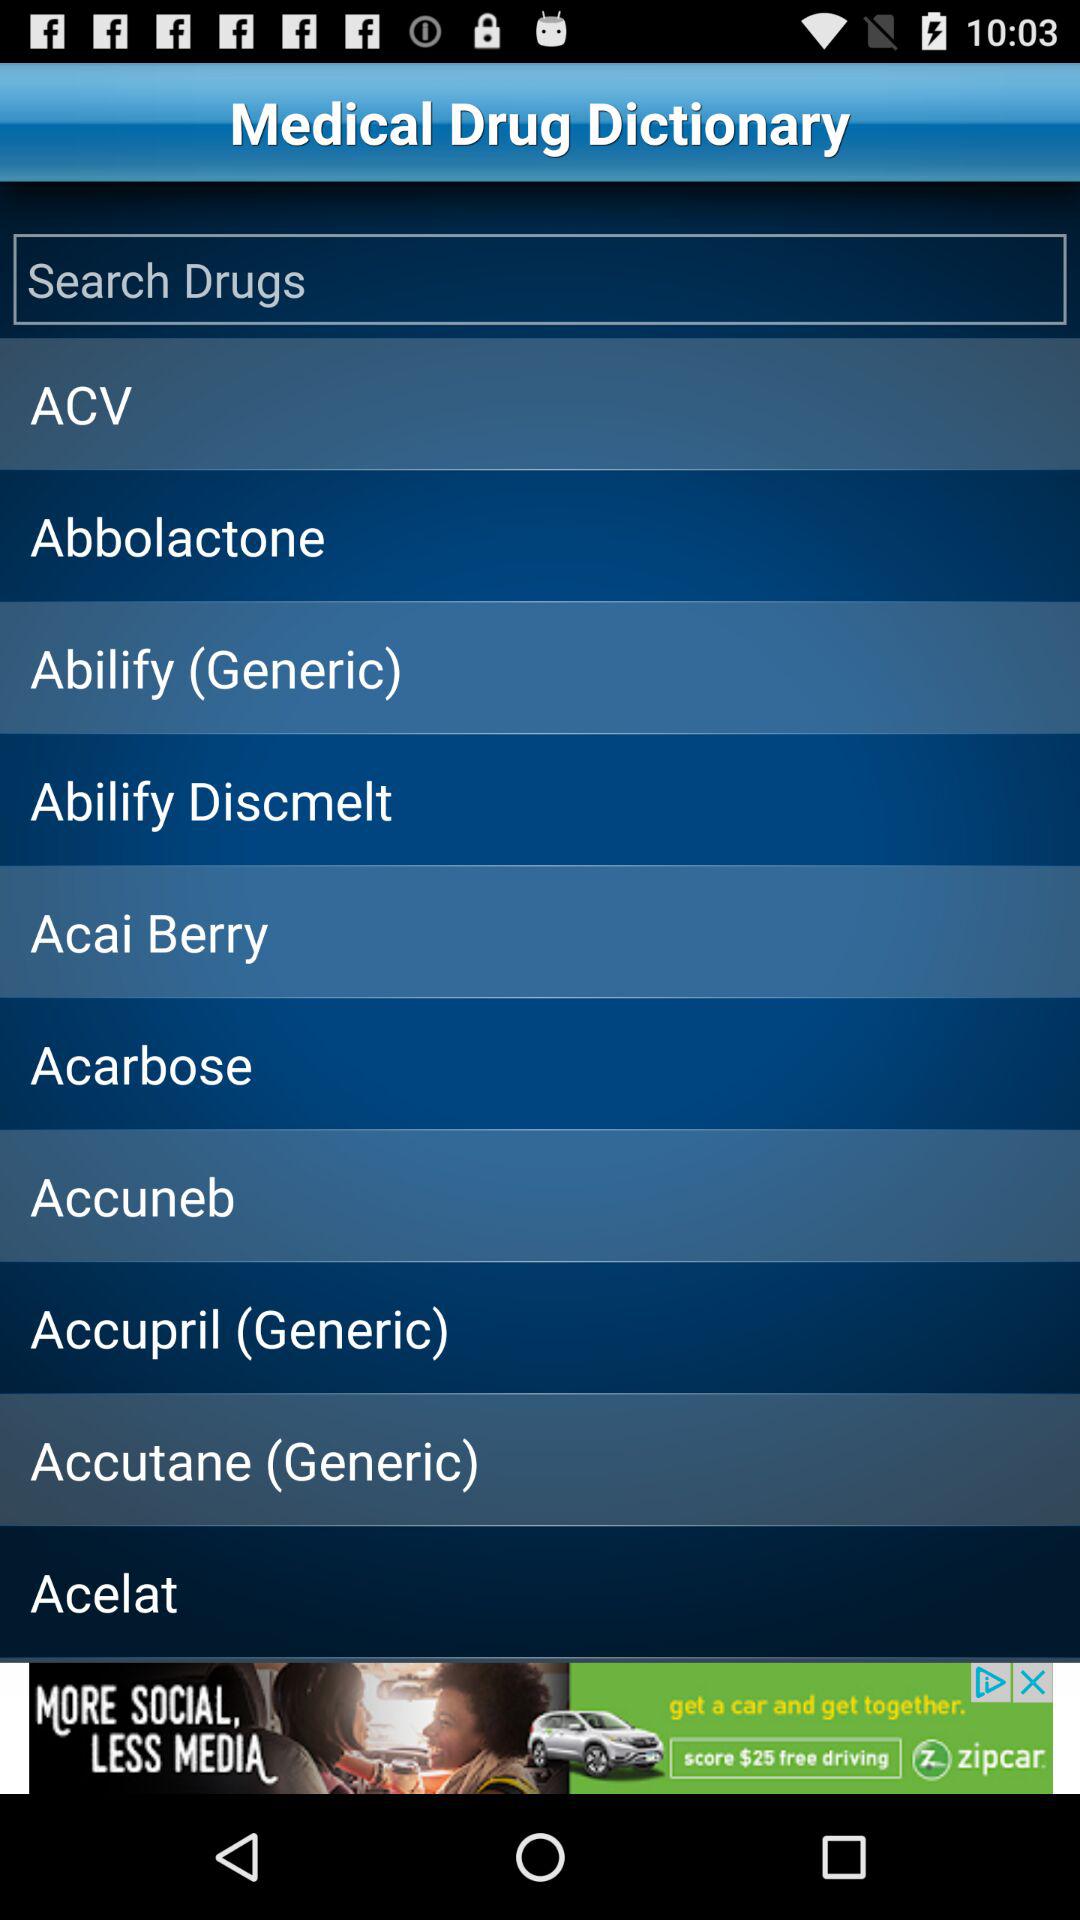 10:03
Medical Drug Dictionary
Search Drugs
ACV
Abbolactone
Abilify (Generic)
Abilify Discmelt
Acai Berry
Acarbose
Accuneb
Accupril (Generic)
Accutane (Generic)
Acelat
MORE SOCIAL,
LESS MEDIA
get a car and get together.
score $25 free driving
zipcar